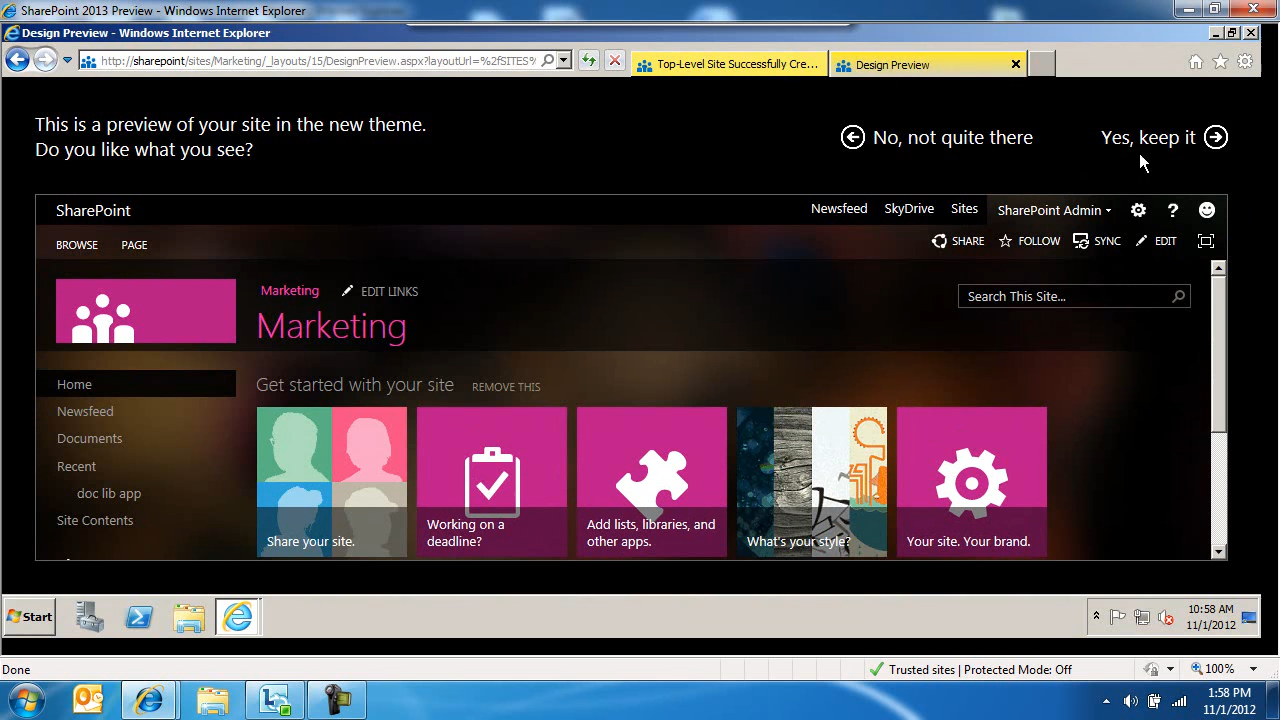 SharePoint 2013 Preview - Windows Internet Explorer
Design Preview - Windows Internet Explorer
http://sharepoint/sites/Marketing/_layouts/15/DesignPreview.aspx?layoutUrl=%2fSITES%
Top-Level Site Successfully Cre...
Design Preview
This is a preview of your site in the new theme.
Do you like what you see?
No, not quite there
Yes, keep it
SharePoint
Newsfeed SkyDrive Sites SharePoint Admin ?
BROWSE PAGE
SHARE FOLLOW SYNC EDIT
Marketing EDIT LINKS
Search This Site...
Marketing
Home
Newsfeed
Documents
Recent
doc lib app
Site Contents
Get started with your site REMOVE THIS
Share your site.
Working on a
deadline?
Add lists, libraries, and
other apps.
What's your style?
Your site. Your brand.
Start
10:58 AM
11/1/2012
Done
Trusted sites | Protected Mode: Off
100%
1:58 PM
11/1/2012